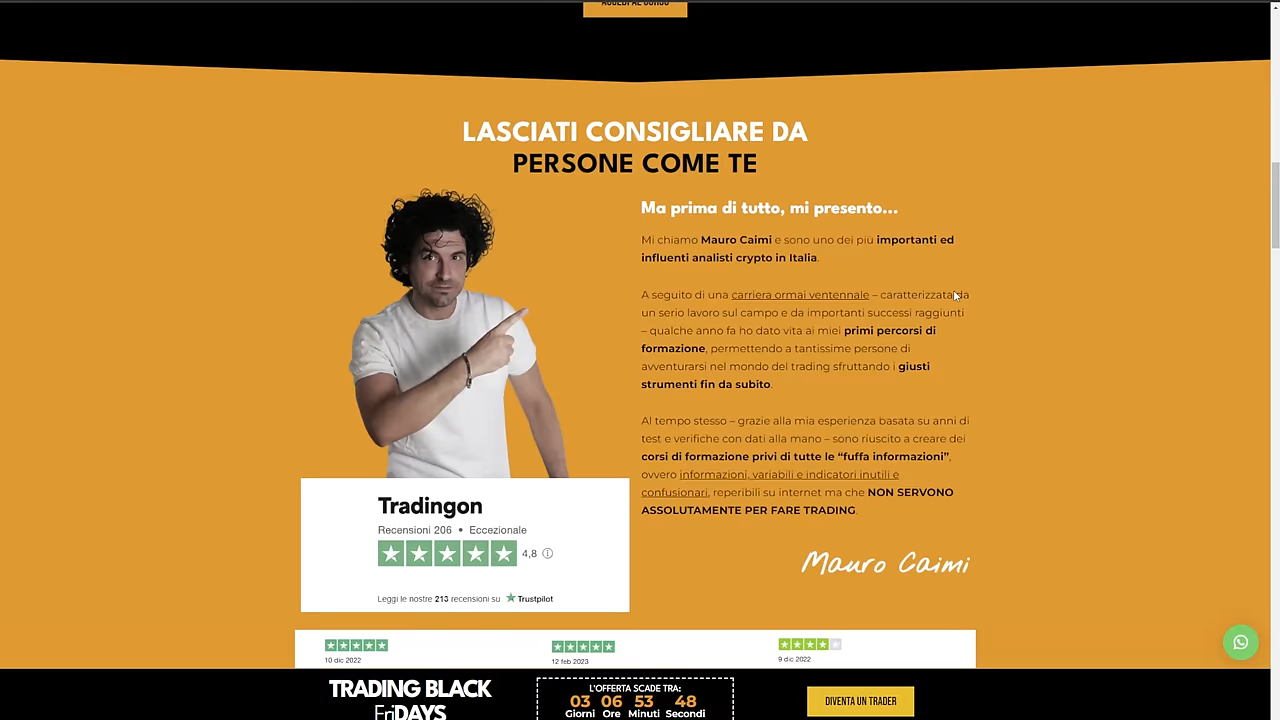 ACCEDI AL CORSO
LASCIATI CONSIGLIARE DA
PERSONE COME TE
Ma prima di tutto, mi presento...
Mi chiamo Mauro Caimi e sono uno dei più importanti ed
influenti analisti crypto in Italia.
A seguito di una carriera ormai ventennale – caratterizzata da
un serio lavoro sul campo e da importanti successi raggiunti
– qualche anno fa ho dato vita ai miei primi percorsi di
formazione, permettendo a tantissime persone di
avventurarsi nel mondo del trading sfruttando i giusti
strumenti fin da subito.
Al tempo stesso – grazie alla mia esperienza basata su anni di
test e verifiche con dati alla mano – sono riuscito a creare dei
corsi di formazione privi di tutte le “fuffa informazioni”,
ovvero informazioni, variabili e indicatori inutili e
confusionari, reperibili su internet ma che NON SERVONO
ASSOLUTAMENTE PER FARE TRADING.
Mauro Caimi
Tradingon
Recensioni 206 • Eccezionale
4,8
Leggi le nostre 213 recensioni su Trustpilot
10 dic 2022
12 feb 2023
9 dic 2022
TRADING BLACK
FriDAYS
L'OFFERTA SCADE TRA:
03 06 53 48
Giorni Ore Minuti Secondi
DIVENTA UN TRADER